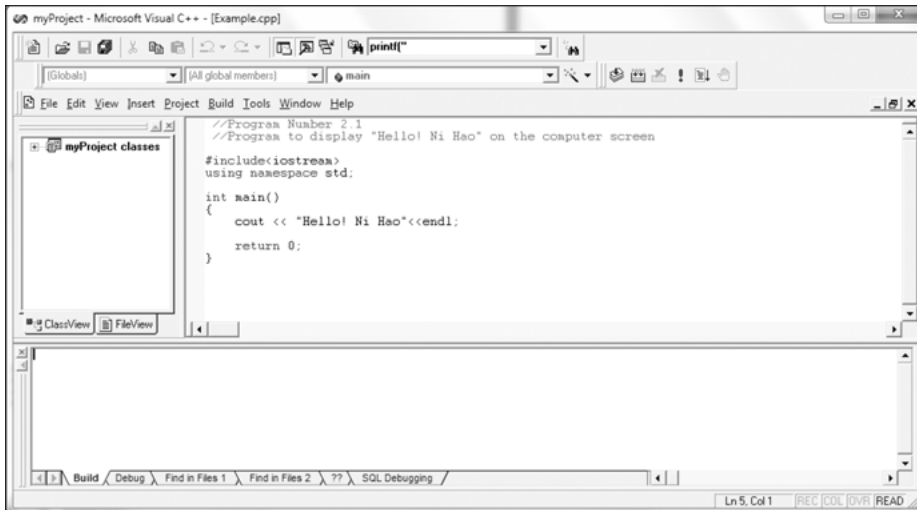 myProject - Microsoft Visual C++ - [Example.cpp]
printf("
(Globals) (All global members) main
File Edit View Insert Project Build Tools Window Help
myProject classes
//Program Number 2.1
//Program to display "Hello! Ni Hao" on the computer screen
#include<iostream>
using namespace std;
int main()
{
cout << "Hello! Ni Hao"<<endl;
return 0;
}
ClassView FileView
Build Debug Find in Files 1 Find in Files 2 ?? SQL Debugging
Ln 5, Col 1 REC COL OVR READ